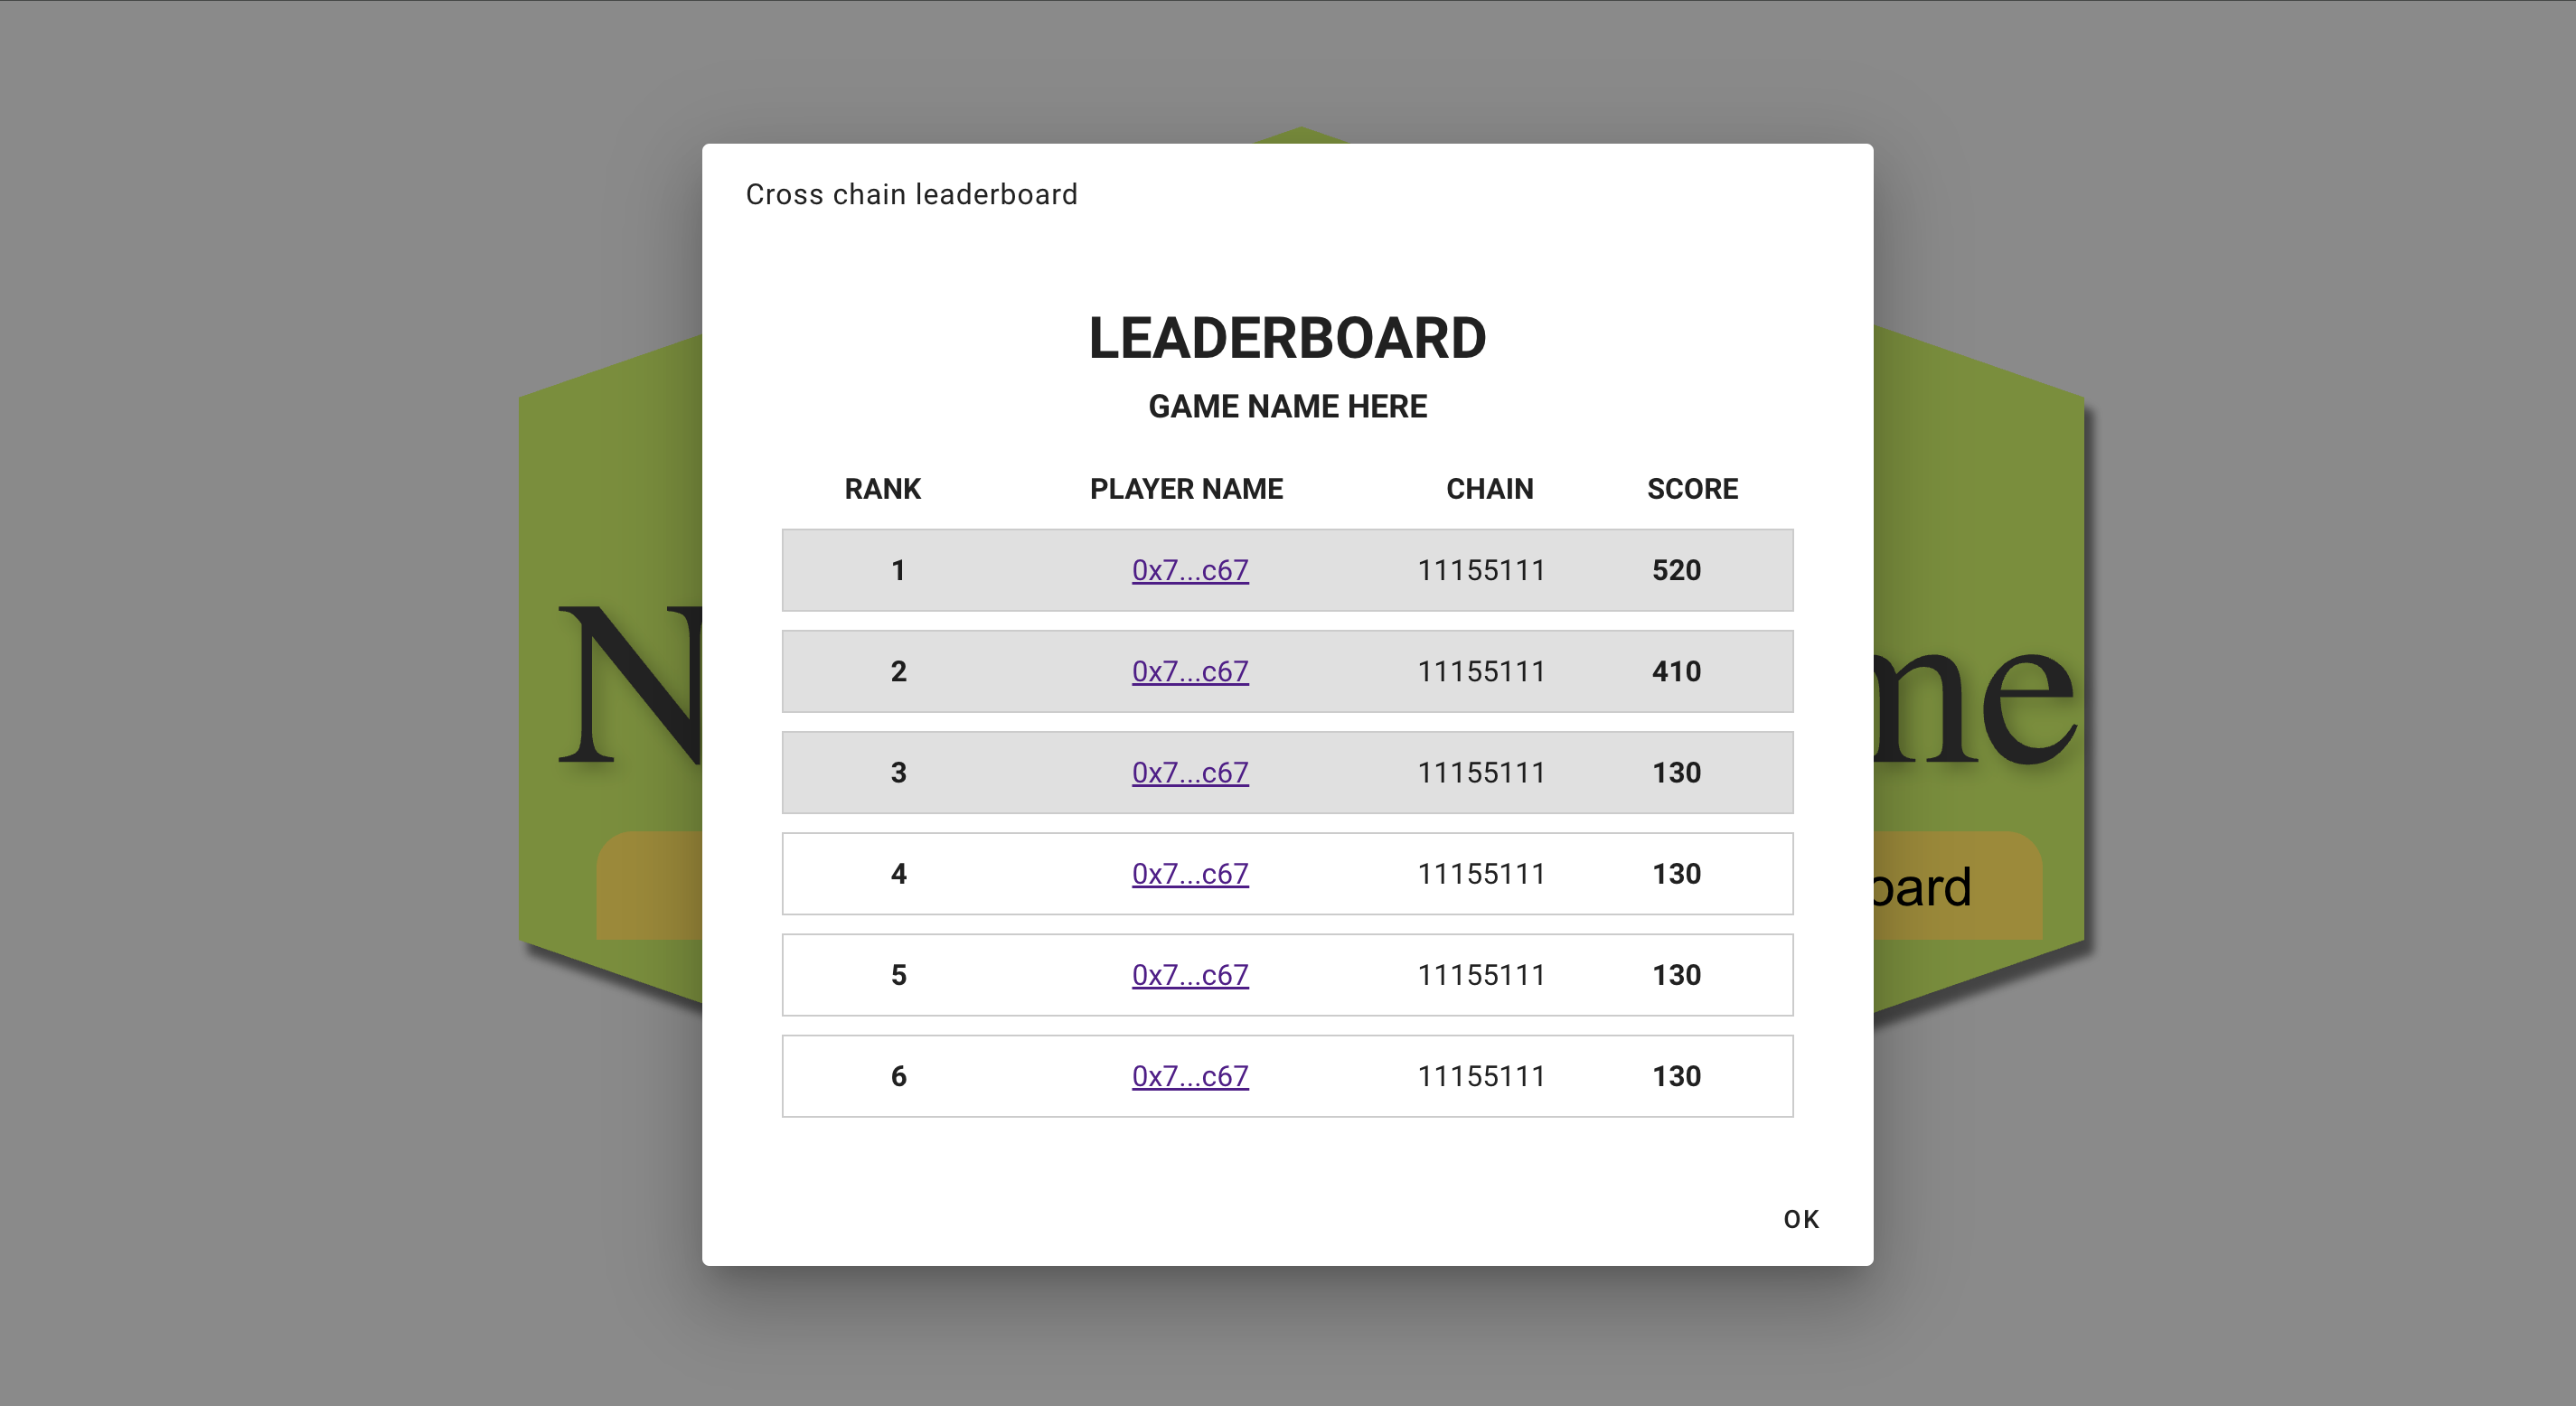 Cross chain leaderboard
LEADERBOARD
GAME NAME HERE
RANK PLAYER NAME CHAIN SCORE
1 0x7...c67 11155111 520
2 0x7...c67 11155111 410
3 0x7...c67 11155111 130
4 0x7...c67 11155111 130
5 0x7...c67 11155111 130
6 0x7...c67 11155111 130
OK